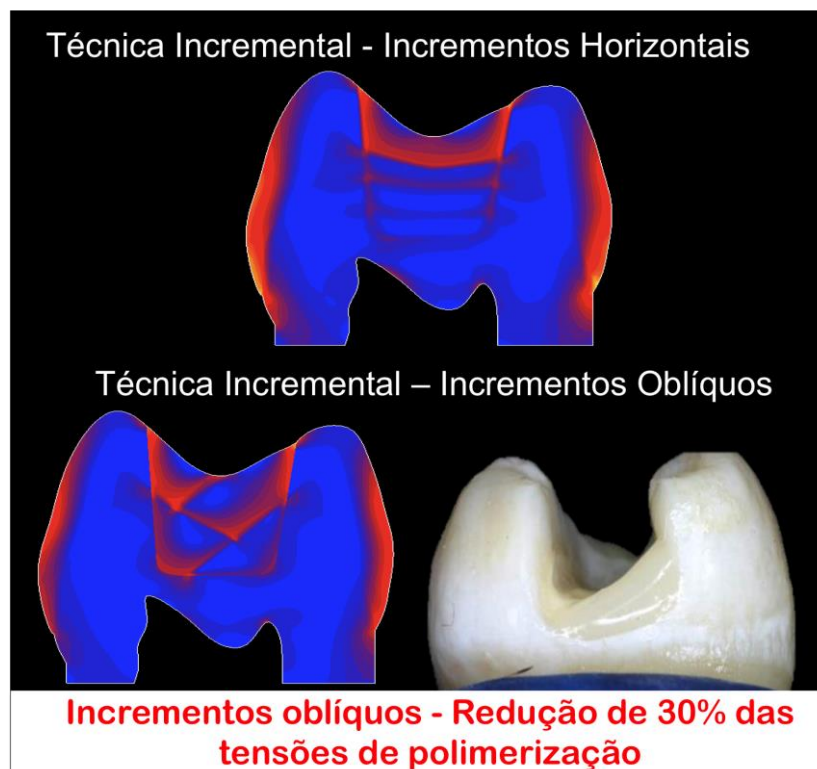 Técnica Incremental - Incrementos Horizontais
Técnica Incremental – Incrementos Oblíquos
Incrementos oblíquos - Redução de 30% das
tensões de polimerização